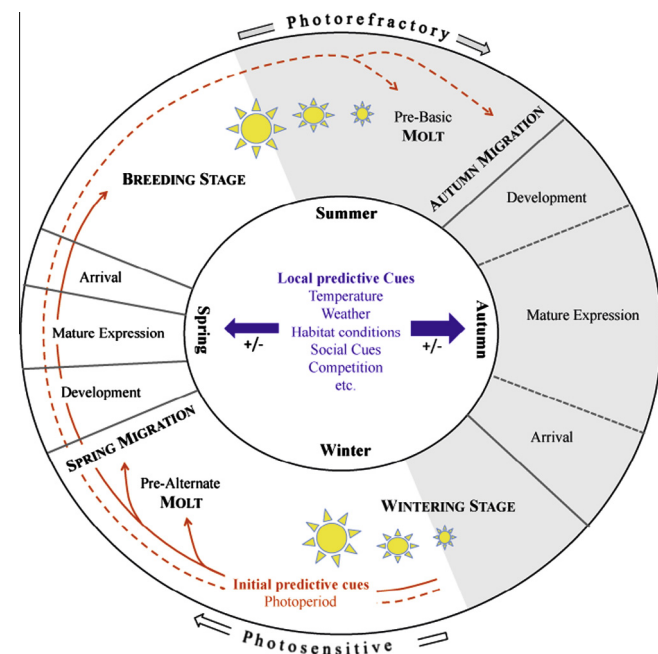 Photorefractory
Pre-Basic
MOLT
AUTUMN MIGRATION
BREEDING STAGE
Development
Summer
Arrival
Local predictive Cues
Temperature
Weather
Habitat conditions
Social Cues
Competition
etc.
Spring
+/-
+/-
Autumn
Mature Expression
Mature Expression
Development
Arrival
SPRING MIGRATION
Winter
Pre-Alternate
MOLT
WINTERING STAGE
Initial predictive cues
Photoperiod
Photosensitive